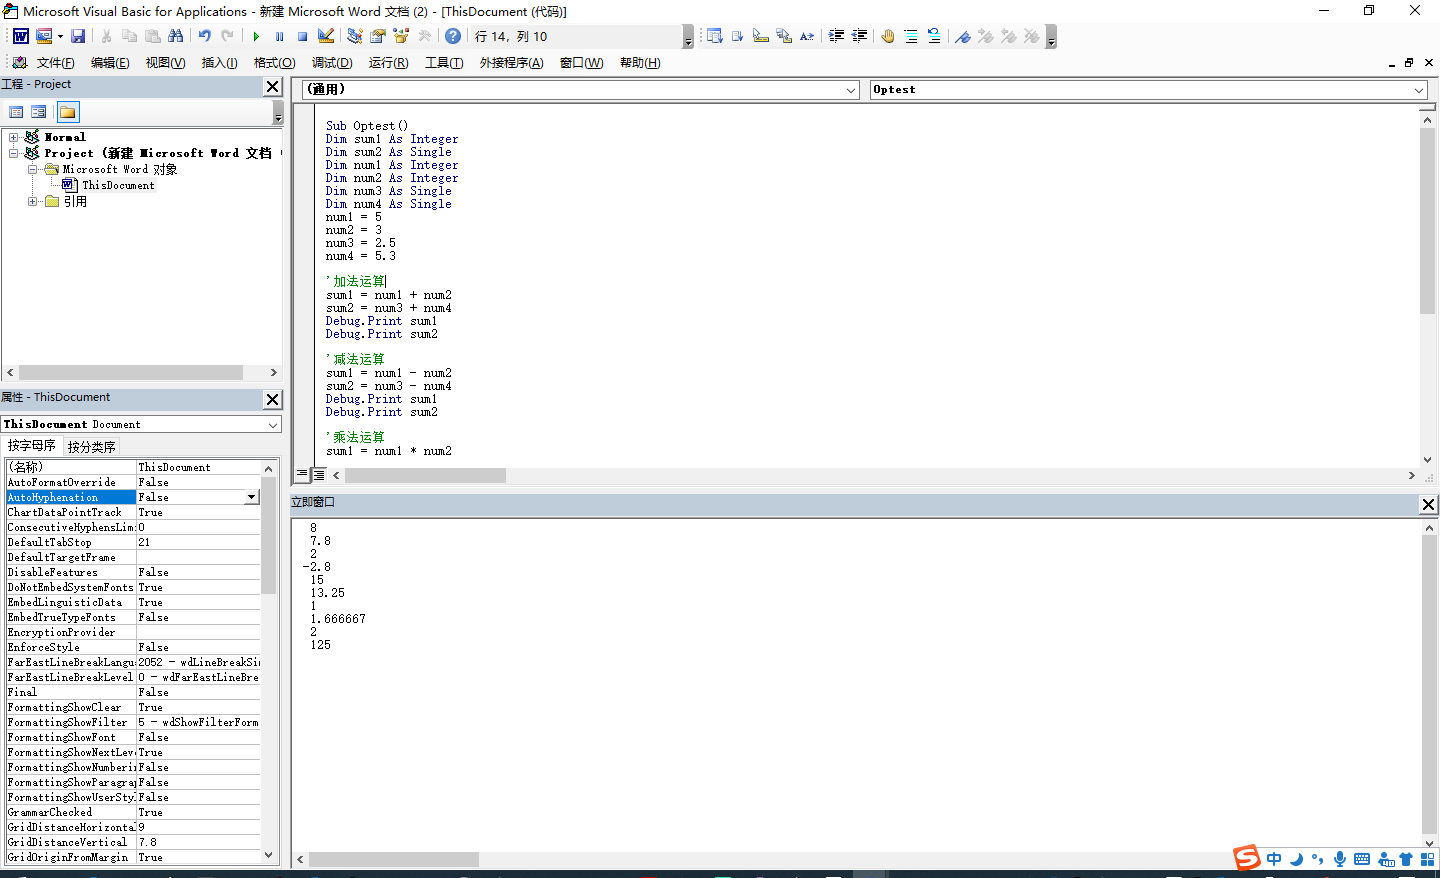 Microsoft Visual Basic for Applications - 新建 Microsoft Word 文档 (2) - [ThisDocument (代码)]
行 14, 列 10
文件(F) 编辑(E) 视图(V) 插入(I) 格式(O) 调试(D) 运行(R) 工具(T) 外接程序(A) 窗口(W) 帮助(H)
工程 - Project
Normal
Project (新建 Microsoft Word 文档
Microsoft Word 对象
ThisDocument
引用
属性 - ThisDocument
ThisDocument Document
按字母序 按分类序
(名称) ThisDocument
AutoFormatOverride False
AutoHyphenation False
ChartDataPointTrack True
ConsecutiveHyphensLimi 0
DefaultTabStop 21
DefaultTargetFrame
DisableFeatures False
DoNotEmbedSystemFonts True
EmbedLinguisticData True
EmbedTrueTypeFonts False
EncryptionProvider
EnforceStyle False
FarEastLineBreakLangu 2052 - wdLineBreakSi
FarEastLineBreakLevel 0 - wdFarEastLineBre
Final False
FormattingShowClear True
FormattingShowFilter 5 - wdShowFilterForm
FormattingShowFont False
FormattingShowNextLev True
FormattingShowNumberi False
FormattingShowParagra False
FormattingShowUserSty False
GrammarChecked True
GridDistanceHorizonta 9
GridDistanceVertical 7.8
GridOriginFromMargin True
(通用) Optest
Sub Optest()
Dim sum1 As Integer
Dim sum2 As Single
Dim num1 As Integer
Dim num2 As Integer
Dim num3 As Single
Dim num4 As Single
num1 = 5
num2 = 3
num3 = 2.5
num4 = 5.3
'加法运算
sum1 = num1 + num2
sum2 = num3 + num4
Debug.Print sum1
Debug.Print sum2
'减法运算
sum1 = num1 - num2
sum2 = num3 - num4
Debug.Print sum1
Debug.Print sum2
'乘法运算
sum1 = num1 * num2
立即窗口
8
7.8
2
-2.8
15
13.25
1
1.666667
2
125
中